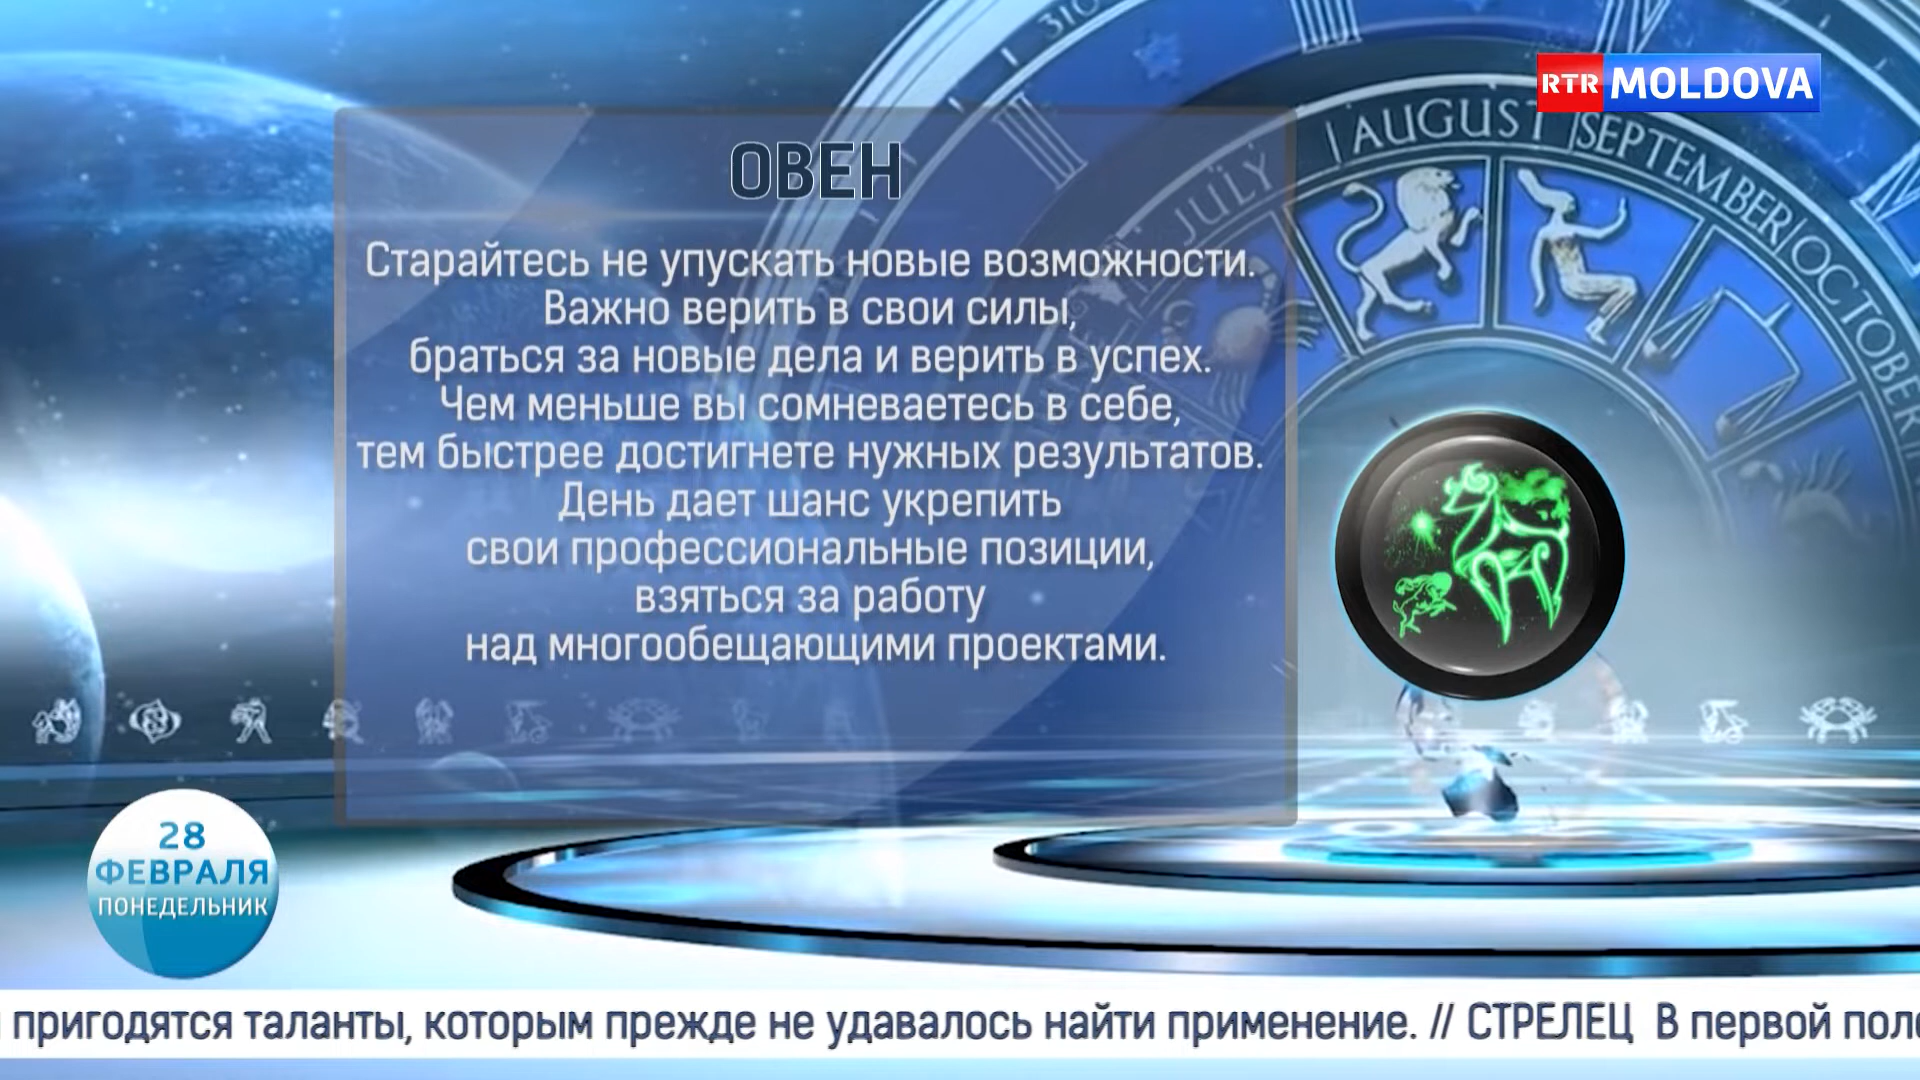 310
RTR MOLDOVA
JULY
AUGUST
SEPTEMBER
OCTOBER
ОВЕН
Старайтесь не упускать новые возможности.
Важно верить в свои силы,
браться за новые дела и верить в успех.
Чем меньше вы сомневаетесь в себе,
тем быстрее достигнете нужных результатов.
День дает шанс укрепить
свои профессиональные позиции,
взяться за работу
над многообещающими проектами.
28
ФЕВРАЛЯ
ПОНЕДЕЛЬНИК
пригодятся таланты, которым прежде не удавалось найти применение. // СТРЕЛЕЦ В первой поло